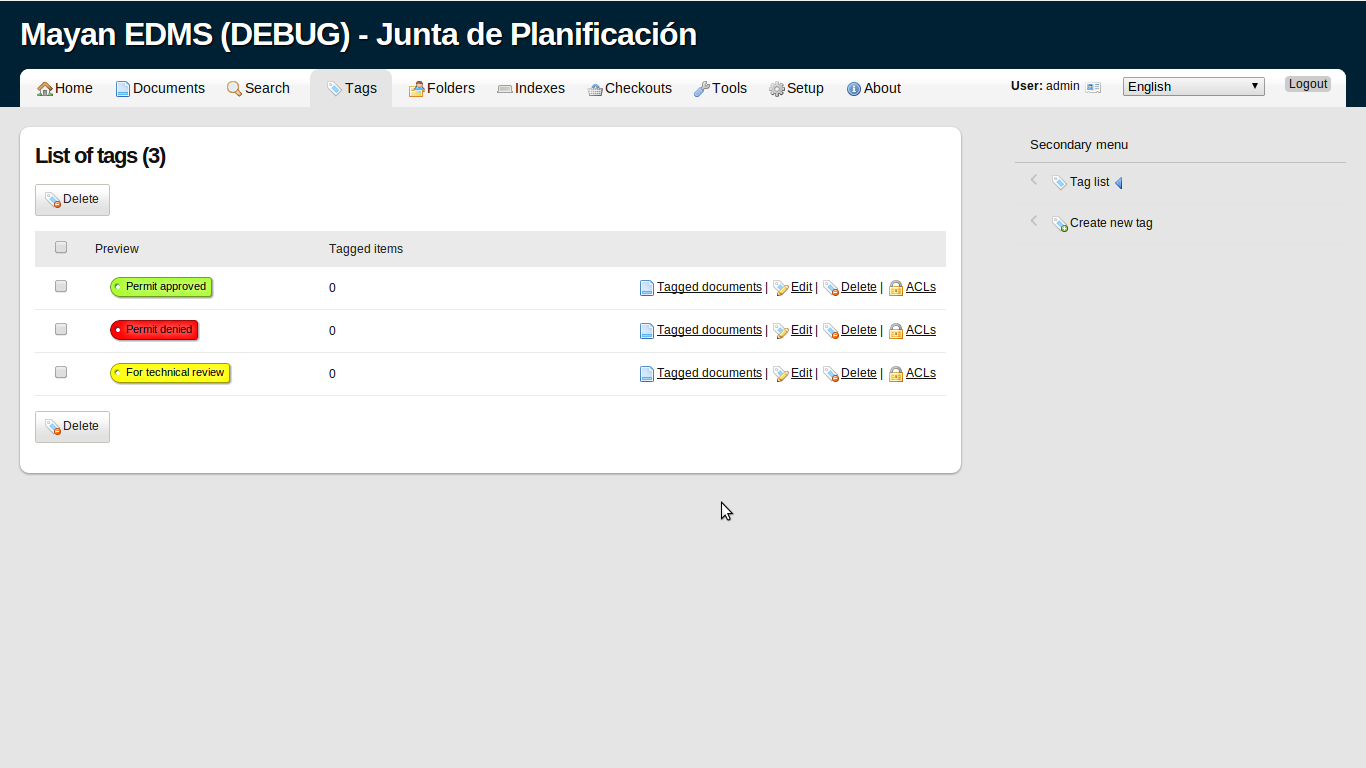 Mayan EDMS (DEBUG) - Junta de Planificación
Home Documents Search Tags Folders Indexes Checkouts Tools Setup About User: admin English Logout
List of tags (3)
Delete
Preview Tagged items
Permit approved 0 Tagged documents | Edit | Delete | ACLs
Permit denied 0 Tagged documents | Edit | Delete | ACLs
For technical review 0 Tagged documents | Edit | Delete | ACLs
Delete
Secondary menu
Tag list
Create new tag